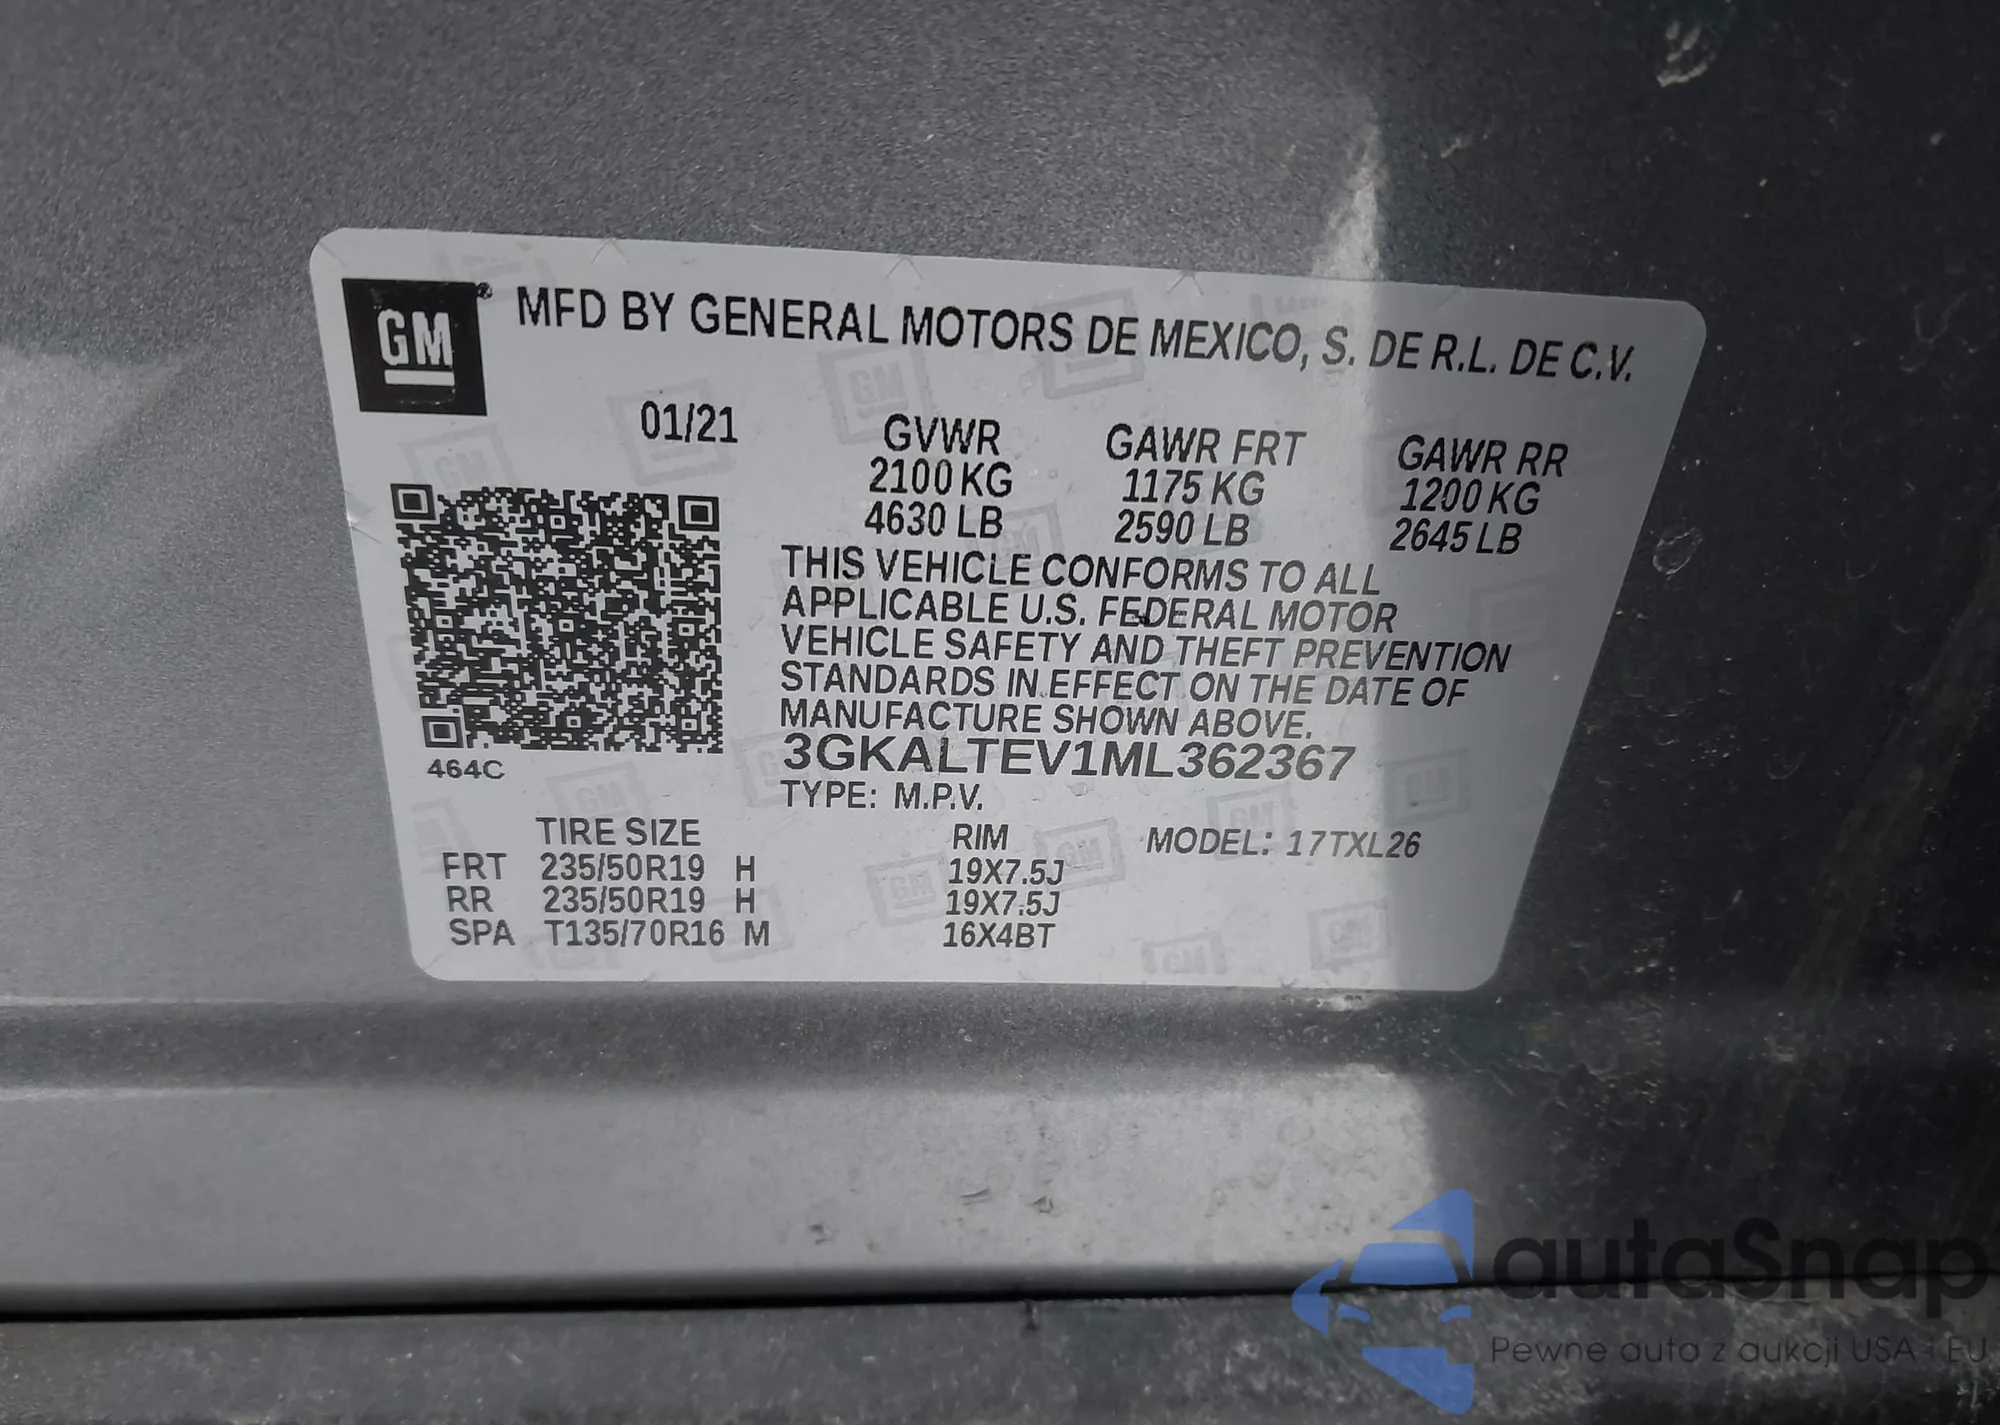 GM ® MFD BY GENERAL MOTORS DE MEXICO, S. DE R.L. DE C.V.
01/21
GVWR GAWR FRT GAWR RR
2100 KG 1175 KG 1200 KG
4630 LB 2590 LB 2645 LB
THIS VEHICLE CONFORMS TO ALL
APPLICABLE U.S. FEDERAL MOTOR
VEHICLE SAFETY AND THEFT PREVENTION
STANDARDS IN EFFECT ON THE DATE OF
MANUFACTURE SHOWN ABOVE.
3GKALTEV1ML362367
464C
TYPE: M.P.V.
TIRE SIZE RIM MODEL: 17TXL26
FRT 235/50R19 H 19X7.5J
RR 235/50R19 H 19X7.5J
SPA T135/70R16 M 16X4BT
autaSnap
Pewne auta z aukcji USA i EU